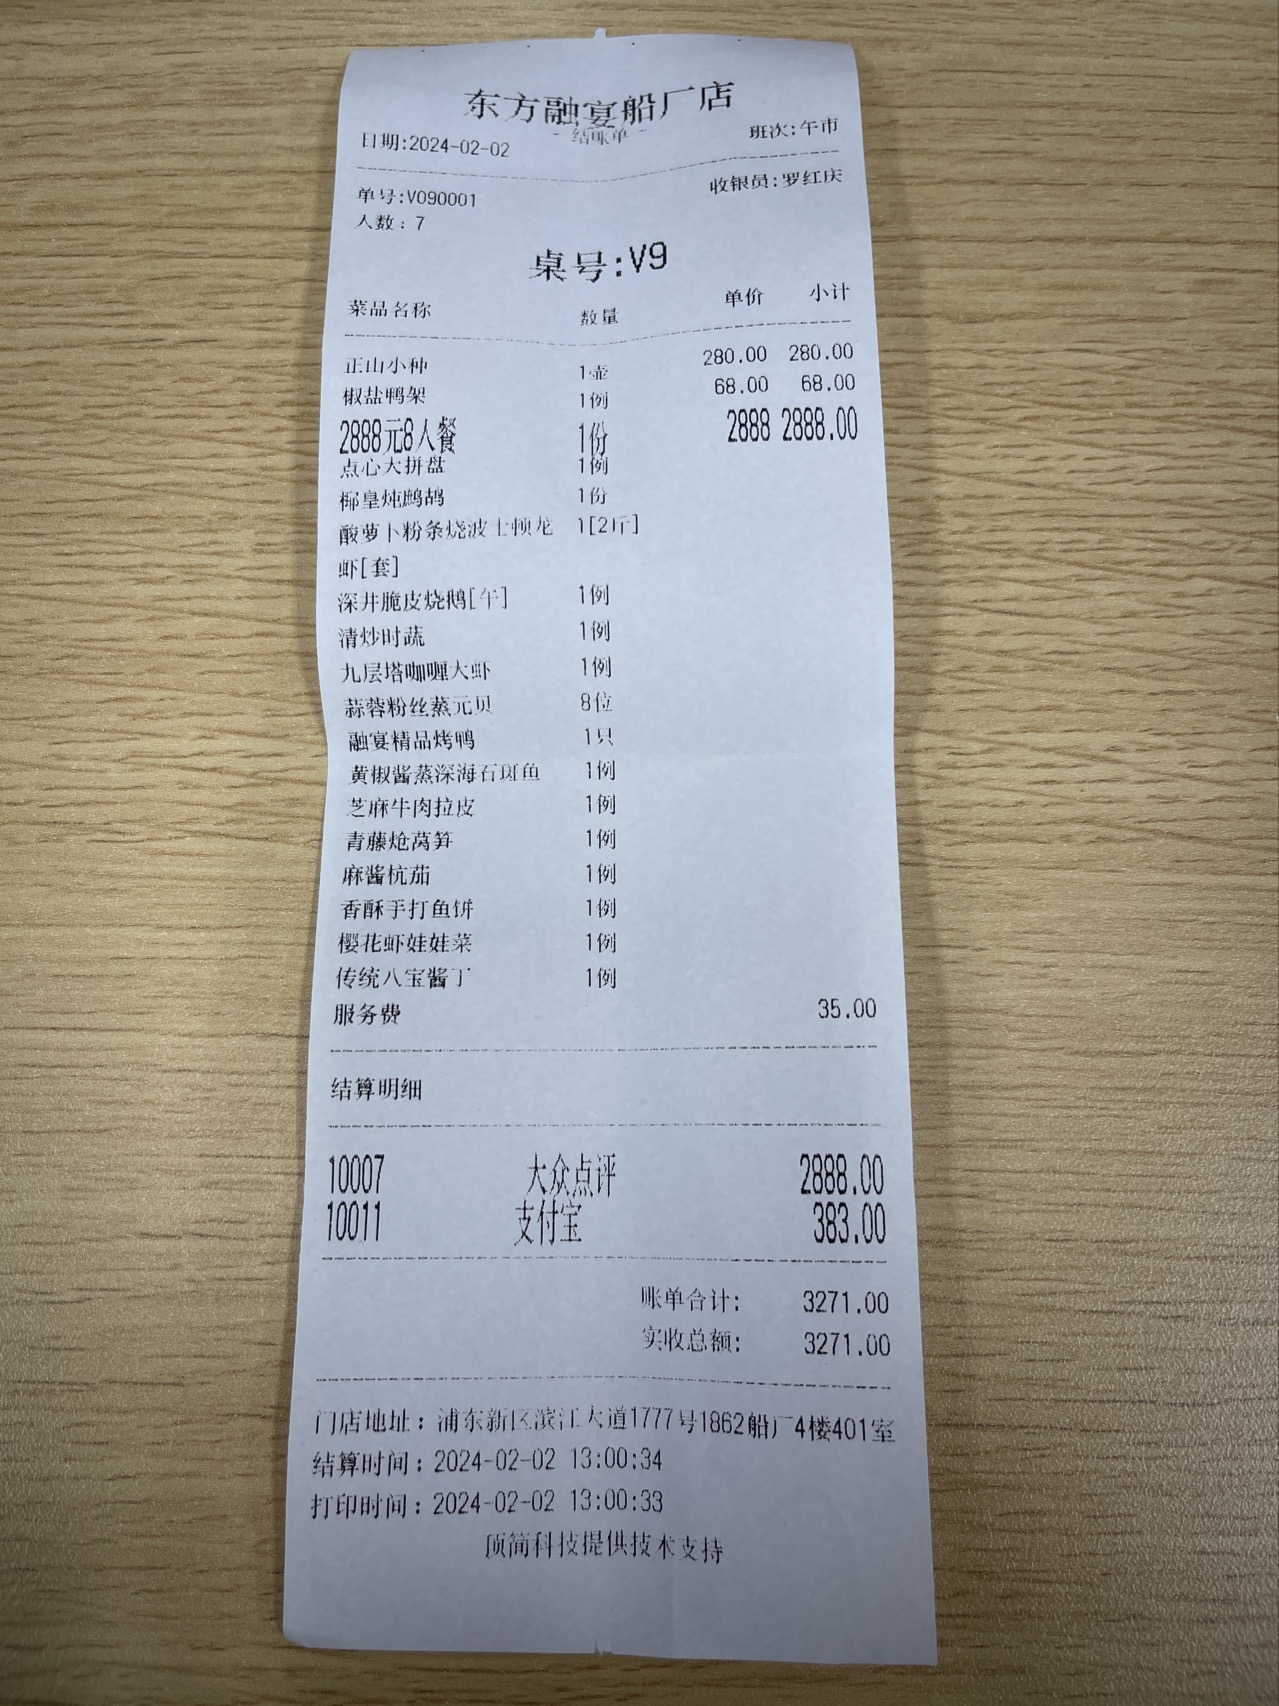 东方融宴船厂店
-结账单-
日期:2024-02-02 班次:午市
单号:V090001 收银员:罗红庆
人数:7
桌号:V9
菜品名称 数量 单价 小计
正山小种 1壶 280.00 280.00
椒盐鸭架 1例 68.00 68.00
2888元8人餐 1份 2888 2888.00
点心大拼盘 1例
椰皇炖鹧鸪 1份
酸萝卜粉条烧波士顿龙 1[2斤]
虾[套]
深井脆皮烧鹅[午] 1例
清炒时蔬 1例
九层塔咖喱大虾 1例
蒜蓉粉丝蒸元贝 8位
融宴精品烤鸭 1只
黄椒酱蒸深海石斑鱼 1例
芝麻牛肉拉皮 1例
青藤炝莴笋 1例
麻酱杭茄 1例
香酥手打鱼饼 1例
樱花虾娃娃菜 1例
传统八宝酱丁 1例
服务费 35.00
结算明细
10007 大众点评 2888.00
10011 支付宝 383.00
账单合计: 3271.00
实收总额: 3271.00
门店地址:浦东新区滨江大道1777号1862船厂4楼401室
结算时间:2024-02-02 13:00:34
打印时间:2024-02-02 13:00:33
顶简科技提供技术支持